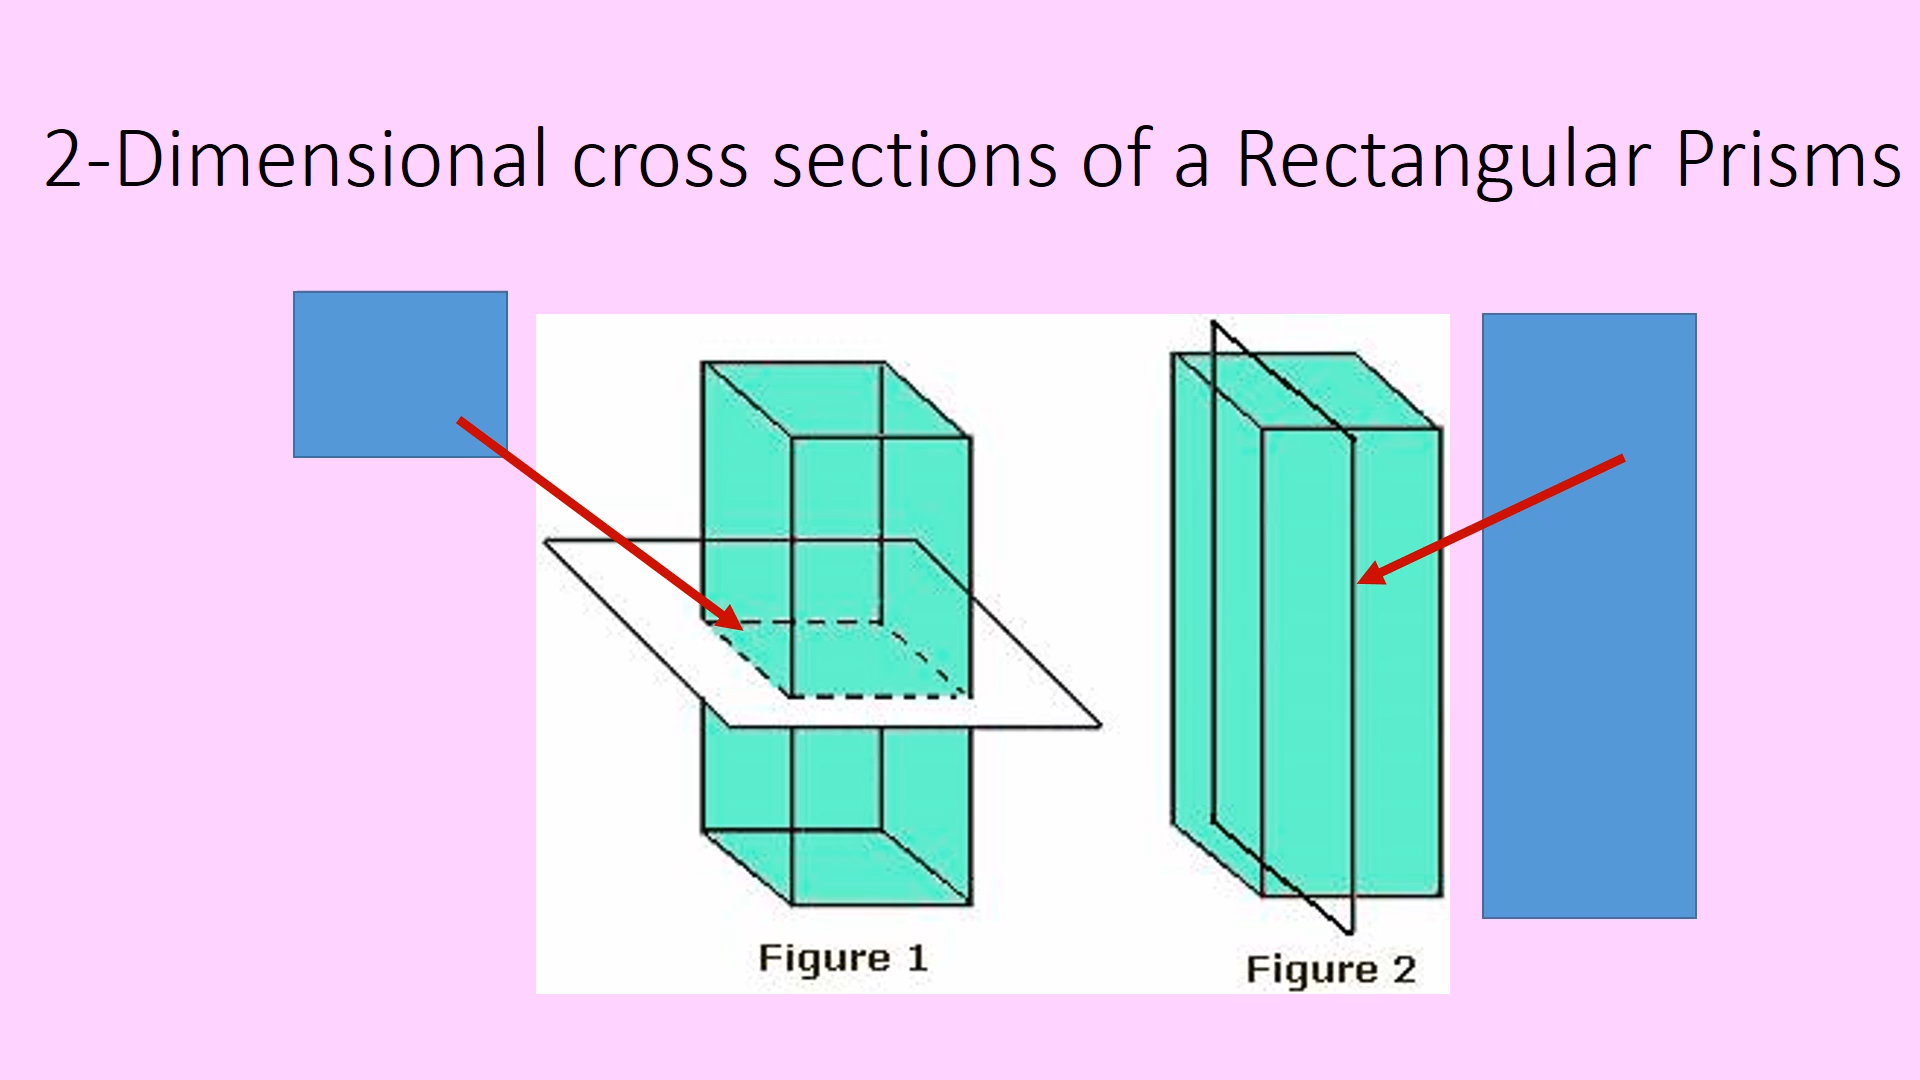 2-Dimensional cross sections of a Rectangular Prisms
Figure 1
Figure 2